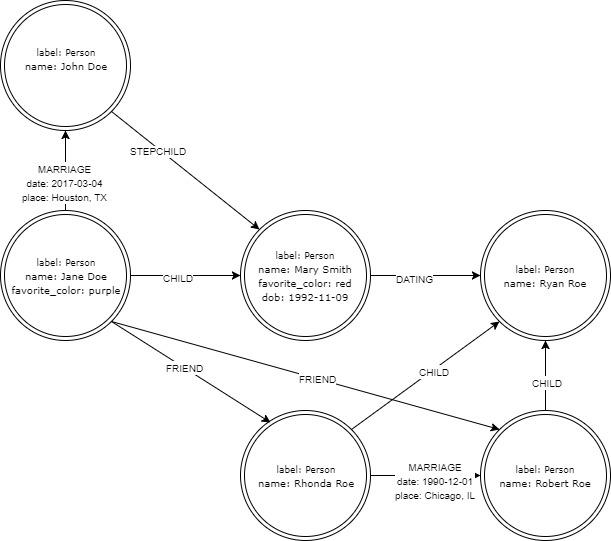 label: Person
name: John Doe
STEPCHILD
MARRIAGE
date: 2017-03-04
place: Houston, TX
label: Person
name: Jane Doe
favorite_color: purple
CHILD
label: Person
name: Mary Smith
favorite_color: red
dob: 1992-11-09
DATING
label: Person
name: Ryan Roe
FRIEND
FRIEND
CHILD
CHILD
label: Person
name: Rhonda Roe
MARRIAGE
date: 1990-12-01
place: Chicago, IL
label: Person
name: Robert Roe